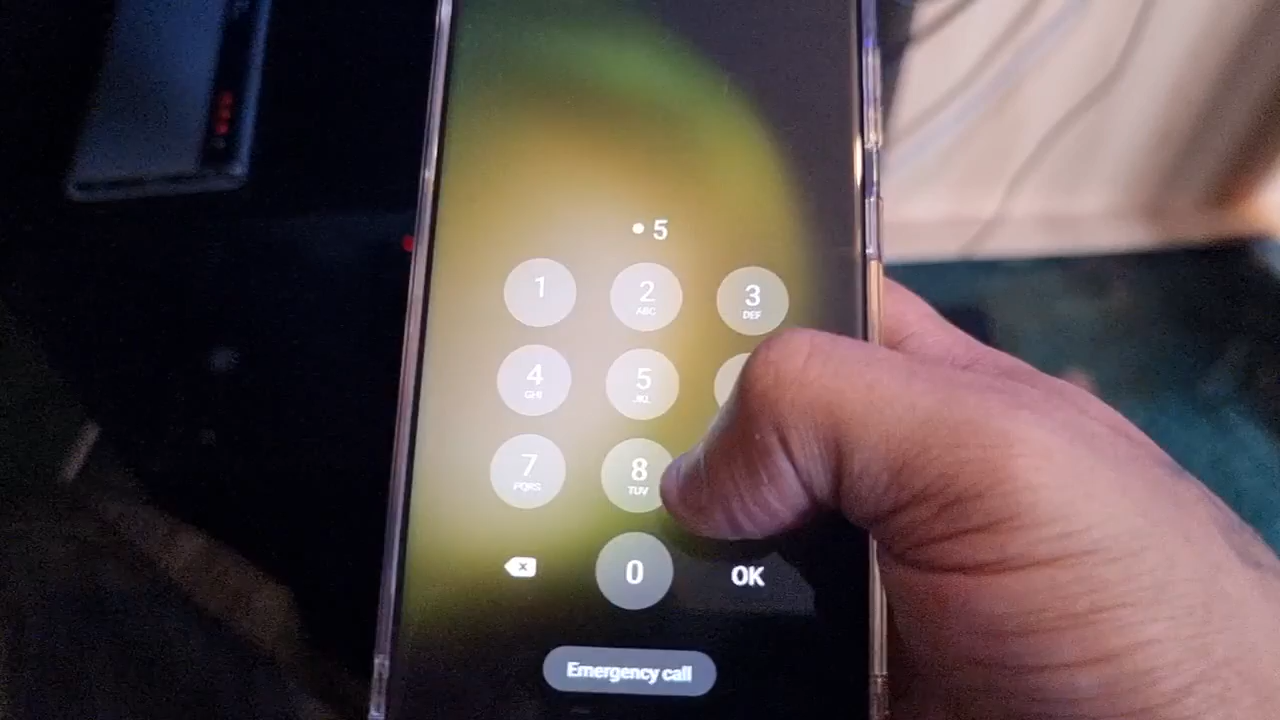 • 5
1 2 3
ABC DEF
4 5
GHI JKL
7 8
PQRS TUV
0 OK
Emergency call